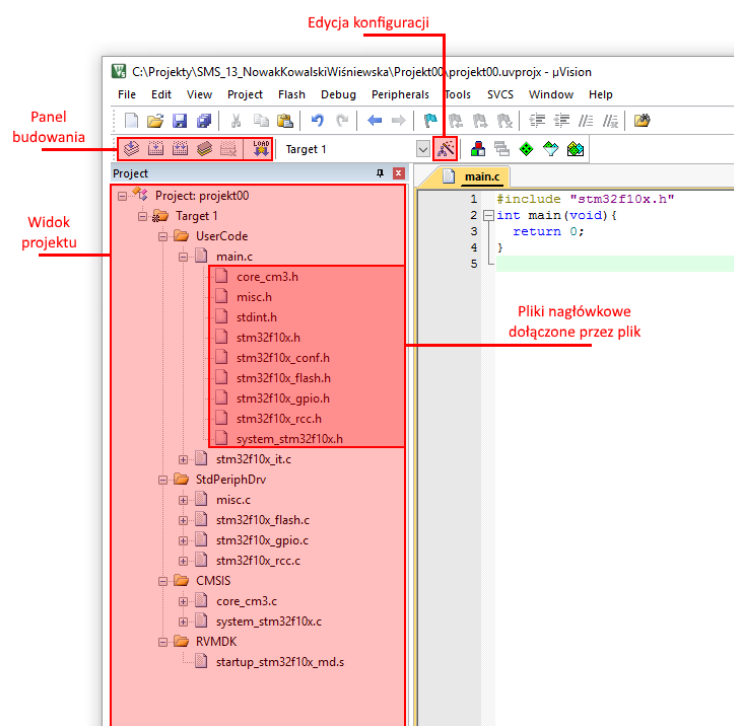 Edycja konfiguracji
C:\Projekty\SMS_13_NowakKowalskiWiśniewska\Projekt00\projekt00.uvprojx - µVision
File Edit View Project Flash Debug Peripherals Tools SVCS Window Help
Panel
budowania
LOAD
Target 1
Project
main.c
Widok
projektu
Project: projekt00
Target 1
UserCode
main.c
core_cm3.h
misc.h
stdint.h
stm32f10x.h
stm32f10x_conf.h
stm32f10x_flash.h
stm32f10x_gpio.h
stm32f10x_rcc.h
system_stm32f10x.h
stm32f10x_it.c
StdPeriphDrv
misc.c
stm32f10x_flash.c
stm32f10x_gpio.c
stm32f10x_rcc.c
CMSIS
core_cm3.c
system_stm32f10x.c
RVMDK
startup_stm32f10x_md.s
1 #include "stm32f10x.h"
2 int main(void){
3 return 0;
4 }
5
Pliki nagłówkowe
dołączone przez plik